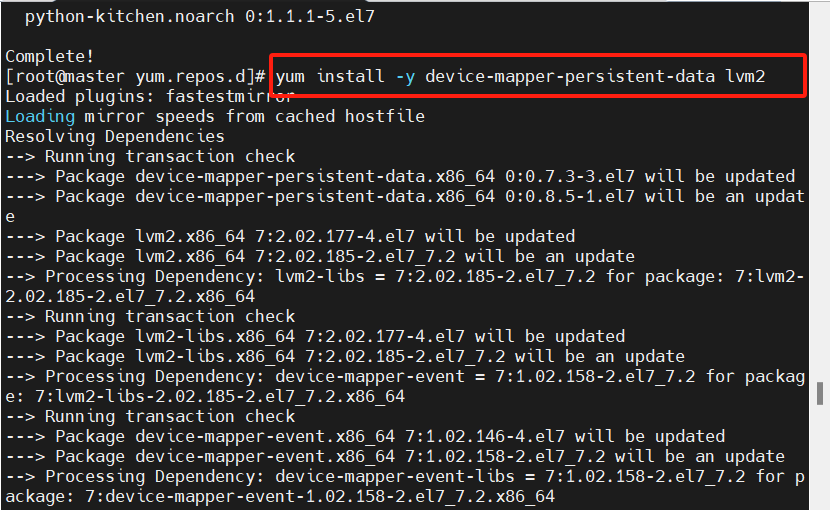 python-kitchen.noarch 0:1.1.1-5.el7
Complete!
[root@master yum.repos.d]# yum install -y device-mapper-persistent-data lvm2
Loaded plugins: fastestmirror
Loading mirror speeds from cached hostfile
Resolving Dependencies
--> Running transaction check
---> Package device-mapper-persistent-data.x86_64 0:0.7.3-3.el7 will be updated
---> Package device-mapper-persistent-data.x86_64 0:0.8.5-1.el7 will be an updat
e
---> Package lvm2.x86_64 7:2.02.177-4.el7 will be updated
---> Package lvm2.x86_64 7:2.02.185-2.el7_7.2 will be an update
--> Processing Dependency: lvm2-libs = 7:2.02.185-2.el7_7.2 for package: 7:lvm2-
2.02.185-2.el7_7.2.x86_64
--> Running transaction check
---> Package lvm2-libs.x86_64 7:2.02.177-4.el7 will be updated
---> Package lvm2-libs.x86_64 7:2.02.185-2.el7_7.2 will be an update
--> Processing Dependency: device-mapper-event = 7:1.02.158-2.el7_7.2 for packag
e: 7:lvm2-libs-2.02.185-2.el7_7.2.x86_64
--> Running transaction check
---> Package device-mapper-event.x86_64 7:1.02.146-4.el7 will be updated
---> Package device-mapper-event.x86_64 7:1.02.158-2.el7_7.2 will be an update
--> Processing Dependency: device-mapper-event-libs = 7:1.02.158-2.el7_7.2 for p
ackage: 7:device-mapper-event-1.02.158-2.el7_7.2.x86_64